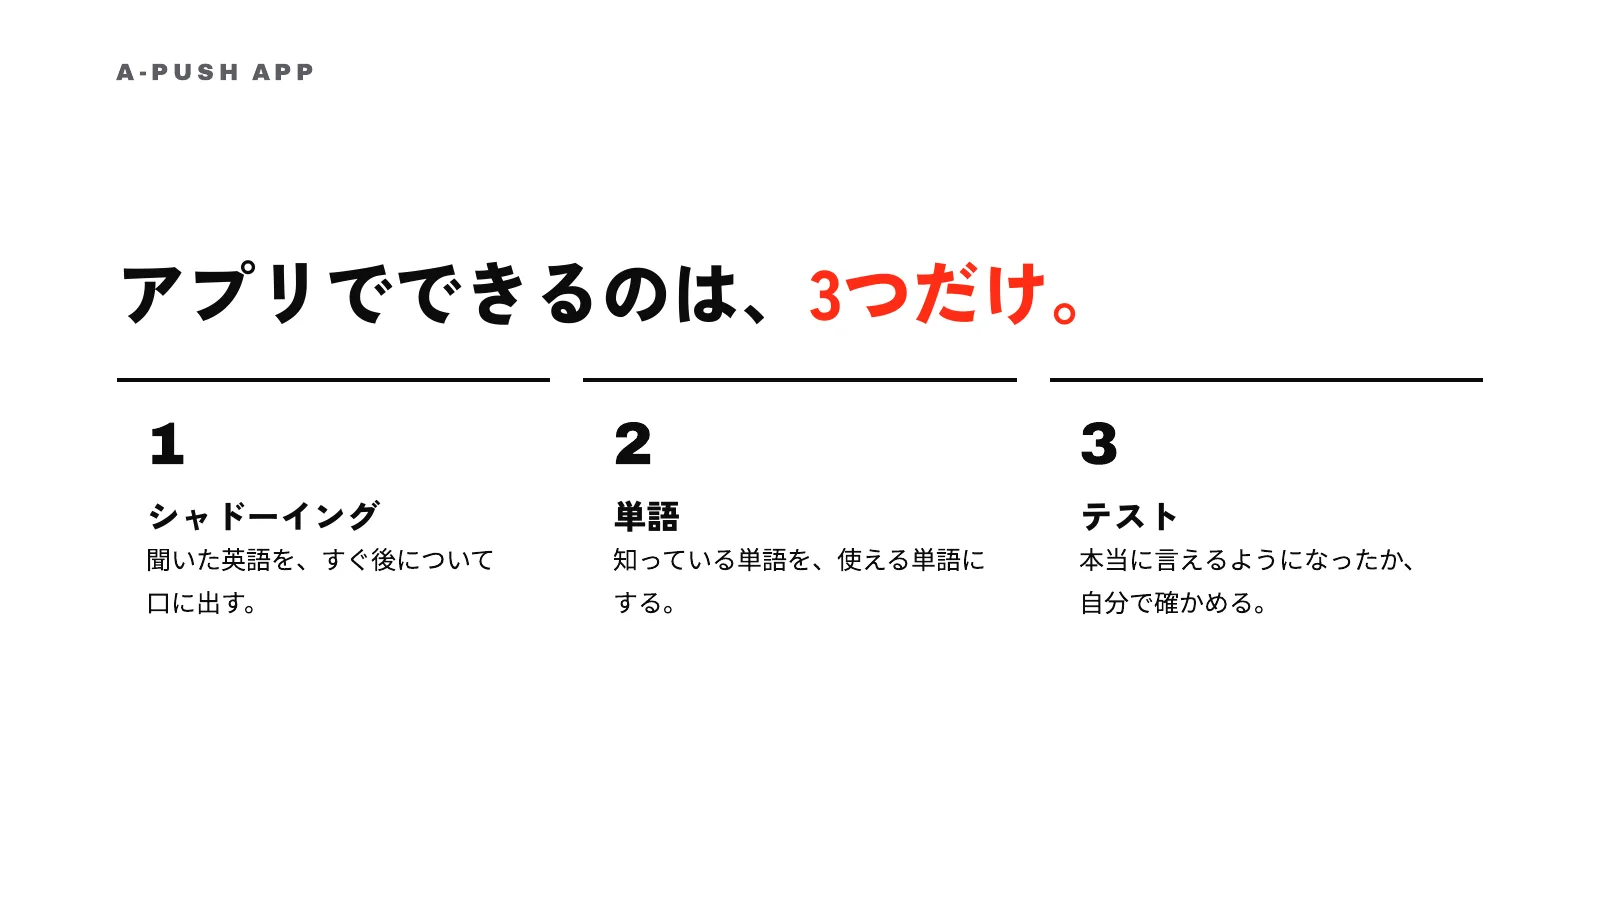 A-PUSH APP
アプリでできるのは、3つだけ。
1
シャドーイング
聞いた英語を、すぐ後について
口に出す。
2
単語
知っている単語を、使える単語に
する。
3
テスト
本当に言えるようになったか、
自分で確かめる。